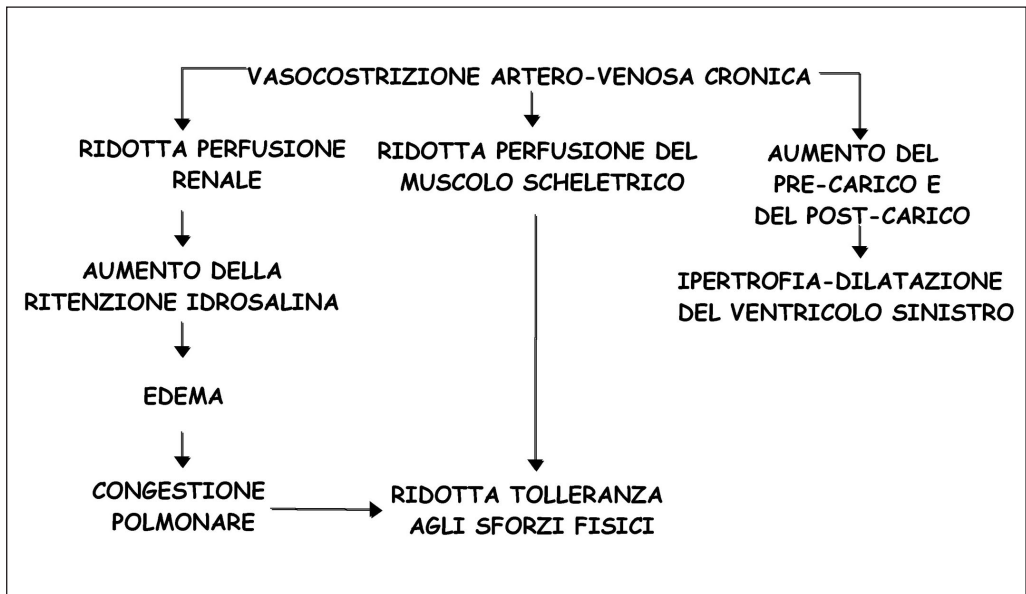 VASOCOSTRIZIONE ARTERO-VENOSA CRONICA
RIDOTTA PERFUSIONE
RENALE
AUMENTO DELLA
RITENZIONE IDROSALINA
EDEMA
CONGESTIONE
POLMONARE
RIDOTTA PERFUSIONE DEL
MUSCOLO SCHELETRICO
RIDOTTA TOLLERANZA
AGLI SFORZI FISICI
AUMENTO DEL
PRE-CARICO E
DEL POST-CARICO
IPERTROFIA-DILATAZIONE
DEL VENTRICOLO SINISTRO